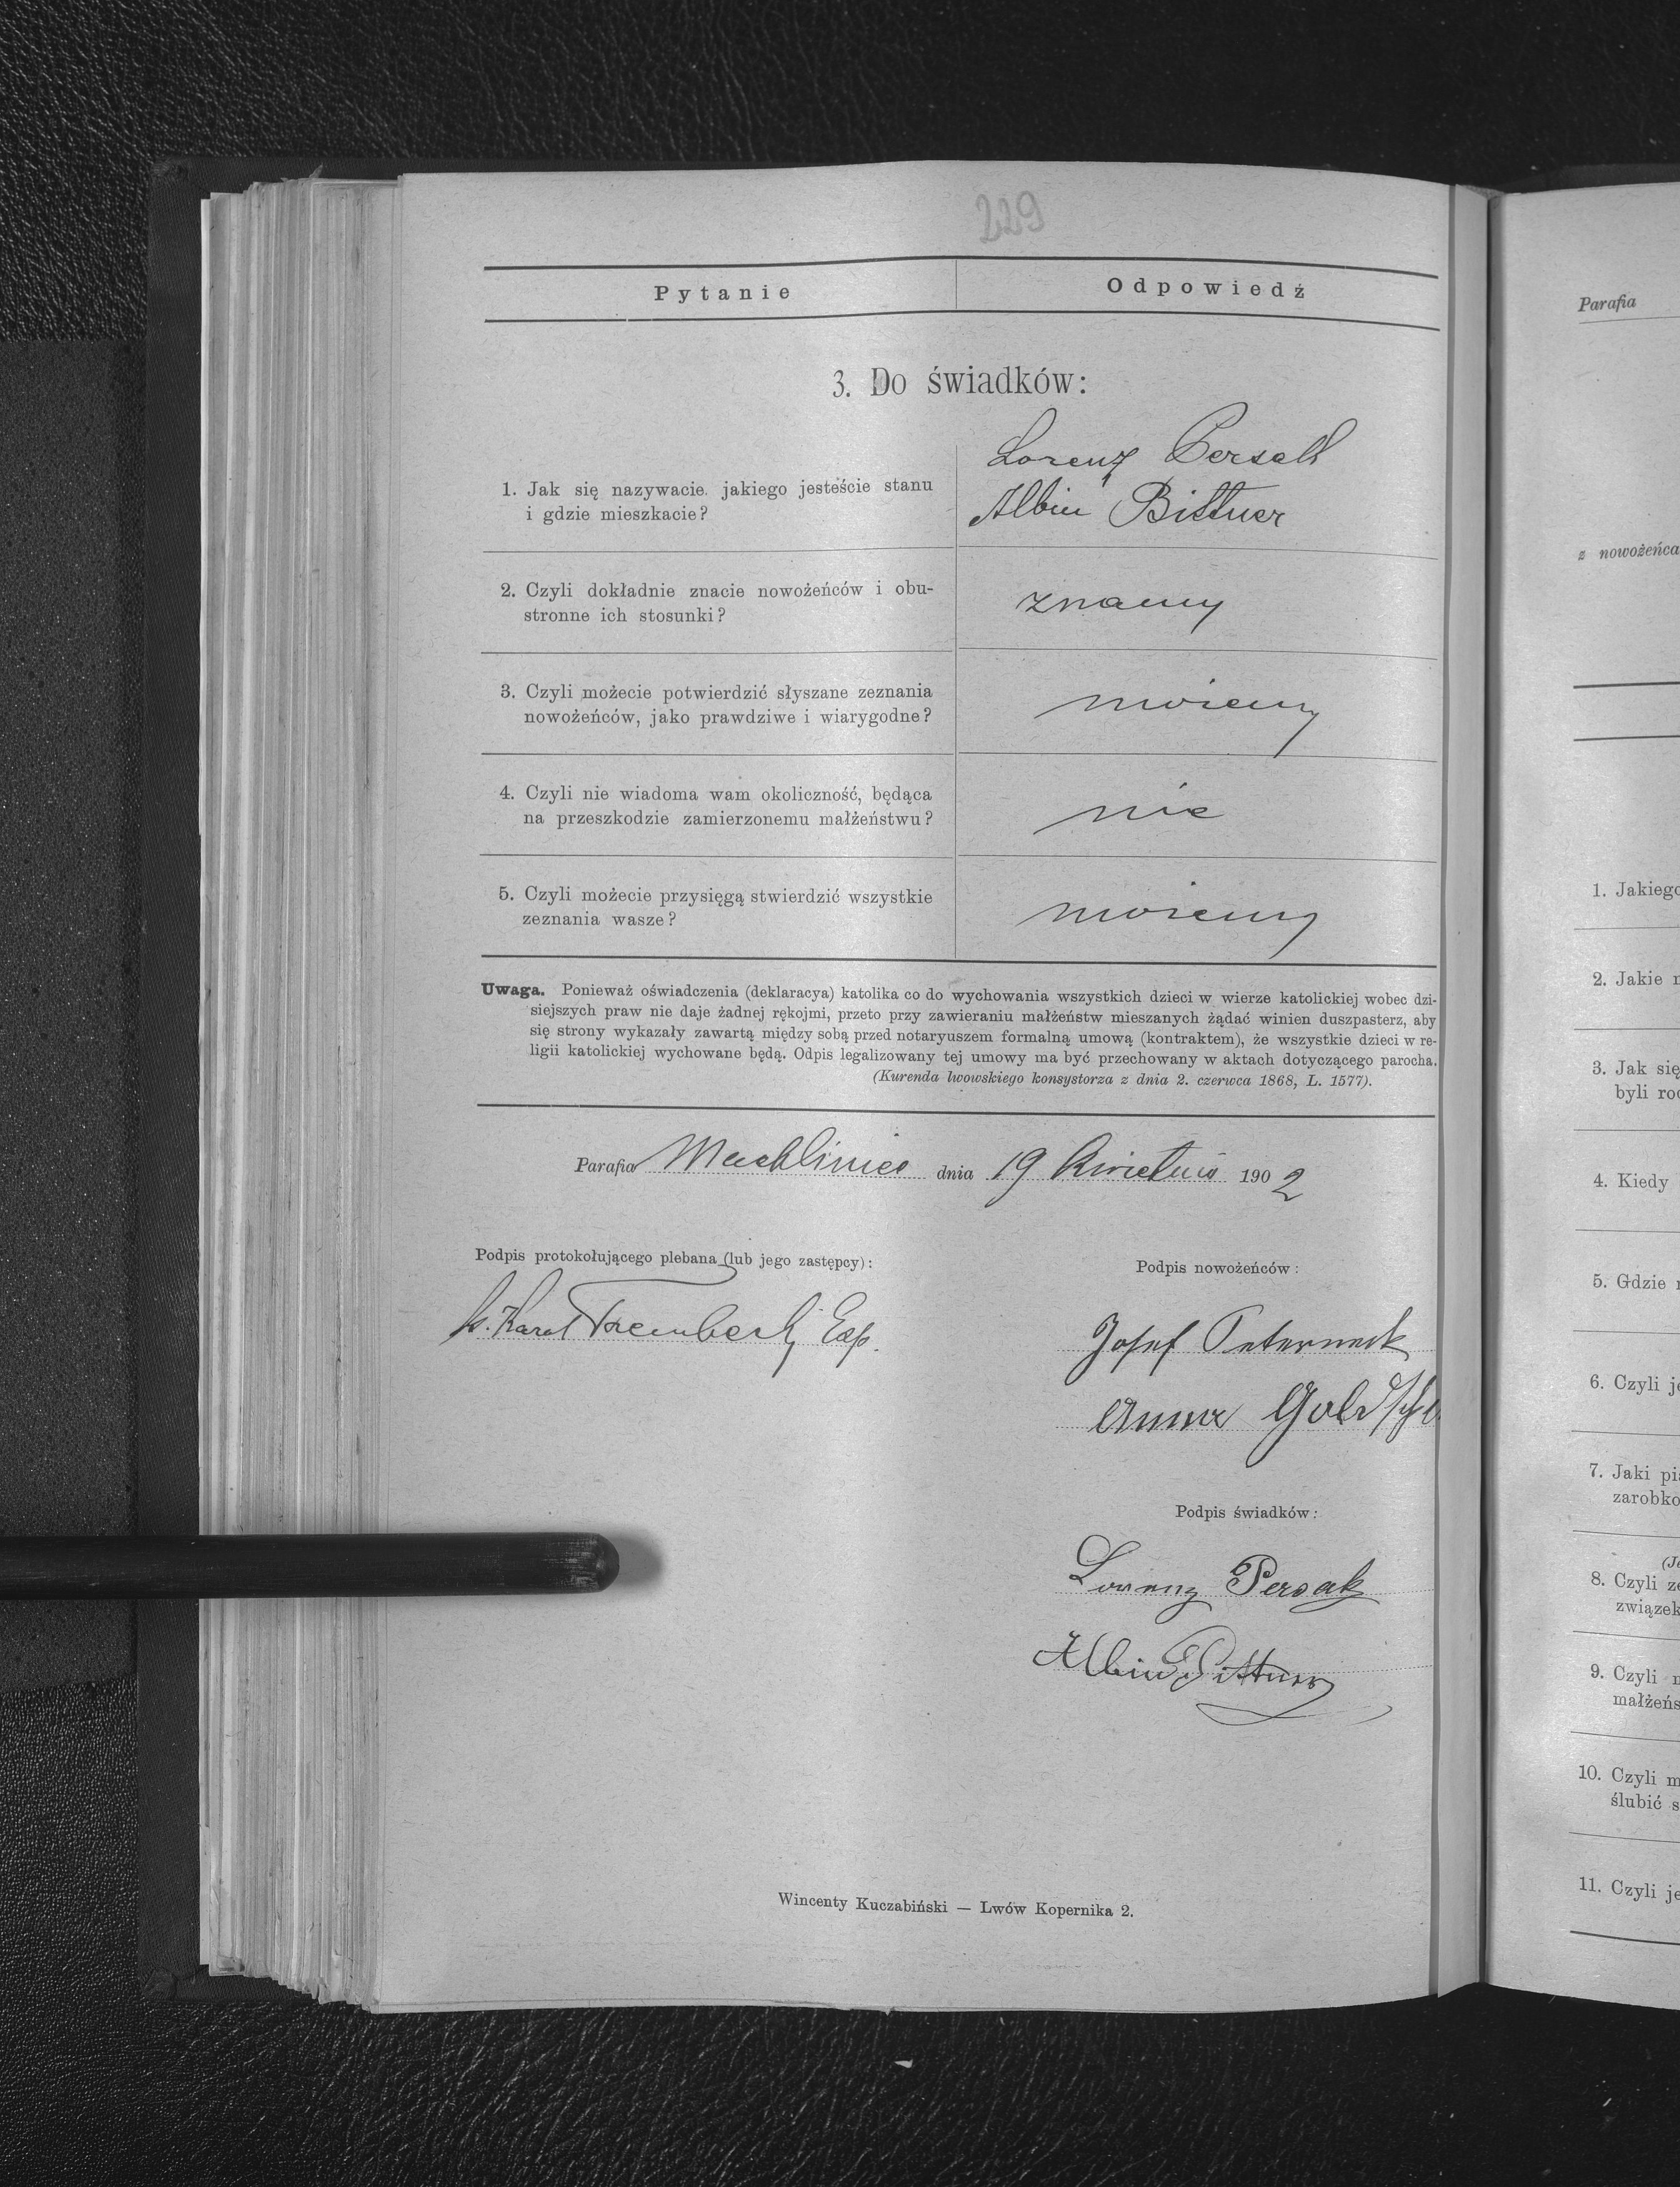 229
Pytanie
Odpowiedź
3. Do świadków:
1. Jak się nazywacie, jakiego jesteście stanu
i gdzie mieszkacie?
Lorenz
Albin Bittner
2. Czyli dokładnie znacie nowożeńców i obu-
stronne ich stosunki?
znamy
3. Czyli możecie potwierdzić słyszane zeznania
nowożeńców, jako prawdziwe i wiarygodne?
możemy
4. Czyli nie wiadoma wam okoliczność, będąca
na przeszkodzie zamierzonemu małżeństwu?
nie
5. Czyli możecie przysięgą stwierdzić wszystkie
zeznania wasze?
możemy
Uwaga. Ponieważ oświadczenia (deklaracya) katolika co do wychowania wszystkich dzieci w wierze katolickiej wobec dzi-
siejszych praw nie daje żadnej rękojmi, przeto przy zawieraniu małżeństw mieszanych żądać winien duszpasterz, aby
się strony wykazały zawartą między sobą przed notaryuszem formalną umową (kontraktem), że wszystkie dzieci w re-
ligii katolickiej wychowane będą. Odpis legalizowany tej umowy ma być przechowany w aktach dotyczącego parocha.
(Kurenda lwowskiego konsystorza z dnia 2. czerwca 1868, L. 1577).
Parafia Machliniec dnia 19 Kwietnia 1902
Podpis protokołującego plebana (lub jego zastępcy):
Karol Exp.
Podpis nowożeńców:
Josef
Anna Goldsch
Podpis świadków:
Lorenz Persak
Albin Pittner
Wincenty Kuczabiński — Lwów Kopernika 2.
Parafia
z nowożeńca
1. Jakiego
2. Jakie
3. Jak się
byli
4. Kiedy
5. Gdzie
6. Czyli
7. Jaki
zarobko
8. Czyli
związek
9. Czyli
małżeńs
10. Czyli
ślubić
11. Czyli